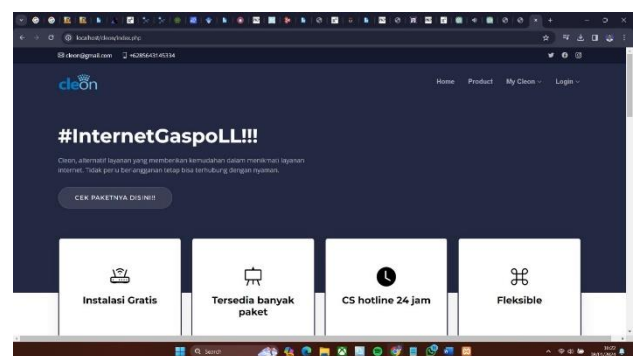 localhost/cleon/index.php
cleon@gmail.com +6285643145334
cleon
Home Product My Cleon Login
#InternetGaspoLL!!!
Cleon, alternatif layanan yang memberikan kemudahan dalam menikmati layanan
internet. Tidak perlu berlangganan tetap bisa terhubung dengan nyaman.
CEK PAKETNYA DISINI!!
Instalasi Gratis
Tersedia banyak
paket
CS hotline 24 jam
Fleksible
Search